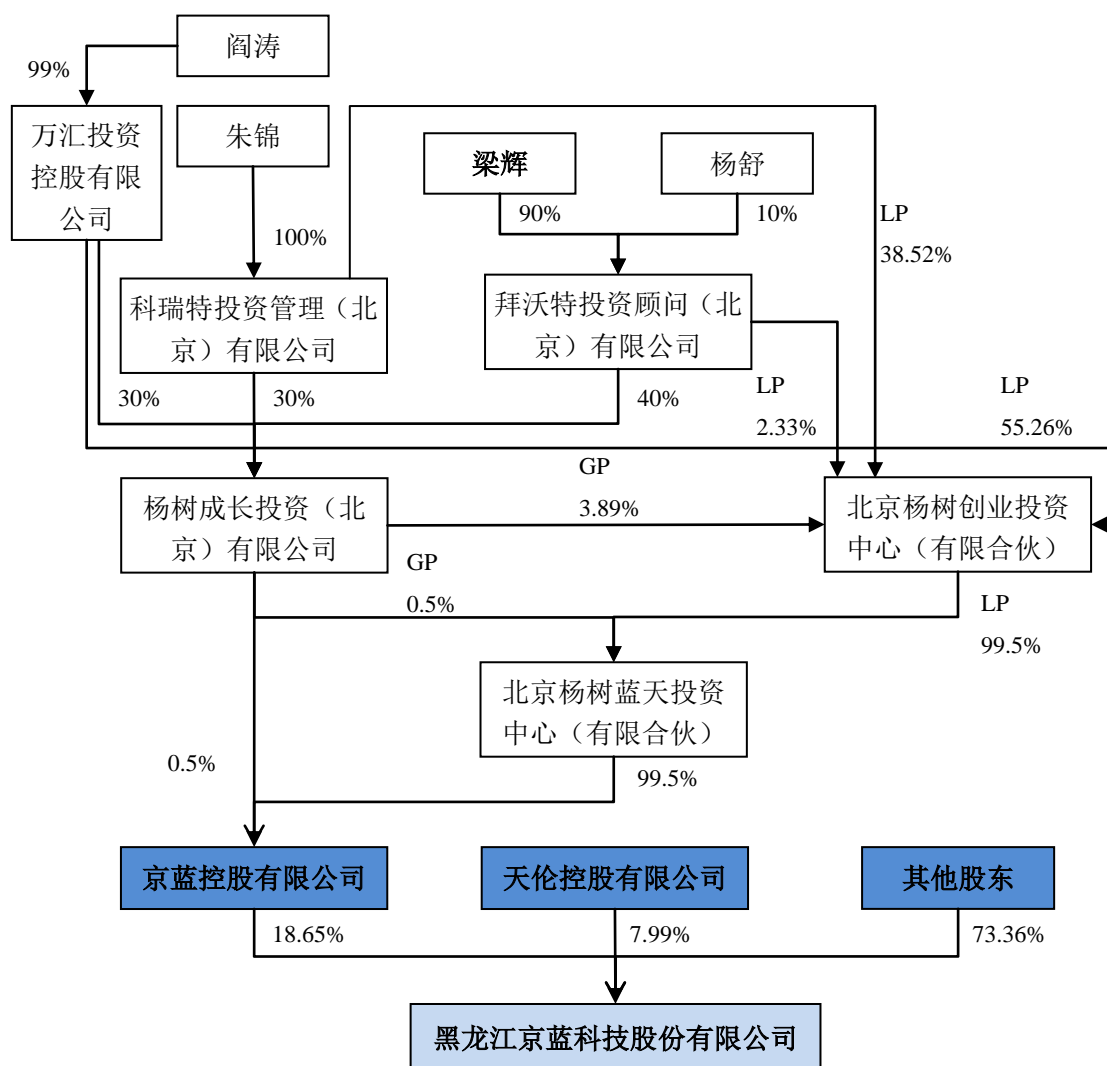 阎涛
99%
万汇投资
控股有限
公司
朱锦
梁辉
杨舒
90%
10%
LP
38.52%
100%
科瑞特投资管理（北
京）有限公司
拜沃特投资顾问（北
京）有限公司
30%
30%
40%
LP
2.33%
LP
55.26%
GP
3.89%
杨树成长投资（北
京）有限公司
北京杨树创业投资
中心（有限合伙）
GP
0.5%
LP
99.5%
北京杨树蓝天投资
中心（有限合伙）
0.5%
99.5%
京蓝控股有限公司
天伦控股有限公司
其他股东
18.65%
7.99%
73.36%
黑龙江京蓝科技股份有限公司